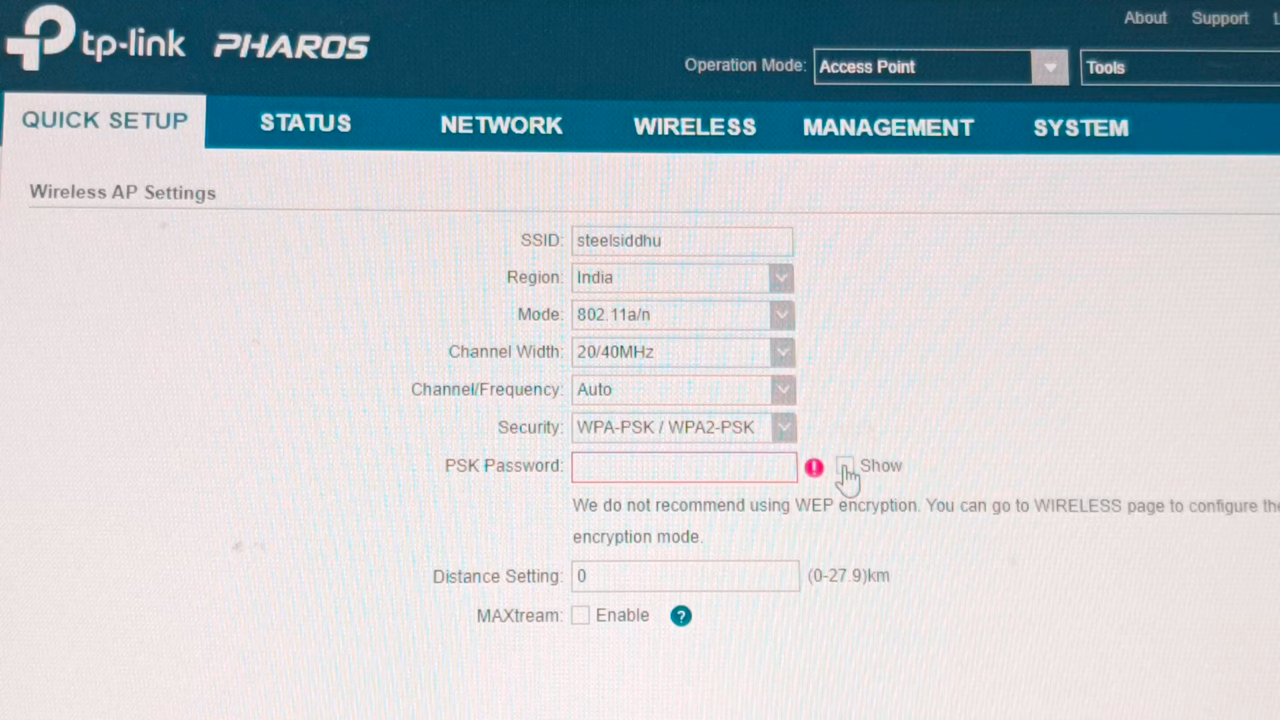 tp-link PHAROS
About Support
Operation Mode: Access Point Tools
QUICK SETUP STATUS NETWORK WIRELESS MANAGEMENT SYSTEM
Wireless AP Settings
SSID: steelsiddhu
Region: India
Mode: 802.11a/n
Channel Width: 20/40MHz
Channel/Frequency: Auto
Security: WPA-PSK / WPA2-PSK
PSK Password: ! Show
We do not recommend using WEP encryption. You can go to WIRELESS page to configure the
encryption mode.
Distance Setting: 0 (0-27.9)km
MAXtream: Enable ?